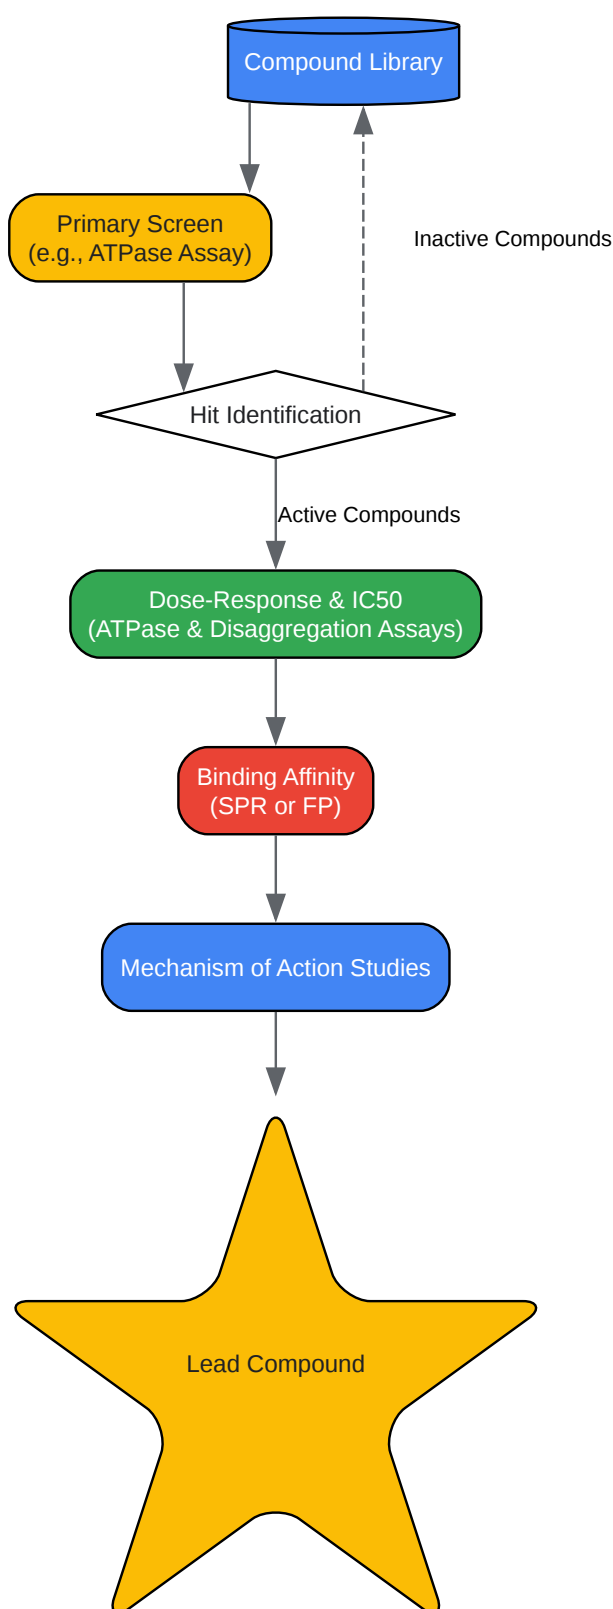 Compound Library
Primary Screen
(e.g., ATPase Assay)
Inactive Compounds
Hit Identification
Active Compounds
Dose-Response & IC50
(ATPase & Disaggregation Assays)
Binding Affinity
(SPR or FP)
Mechanism of Action Studies
Lead Compound